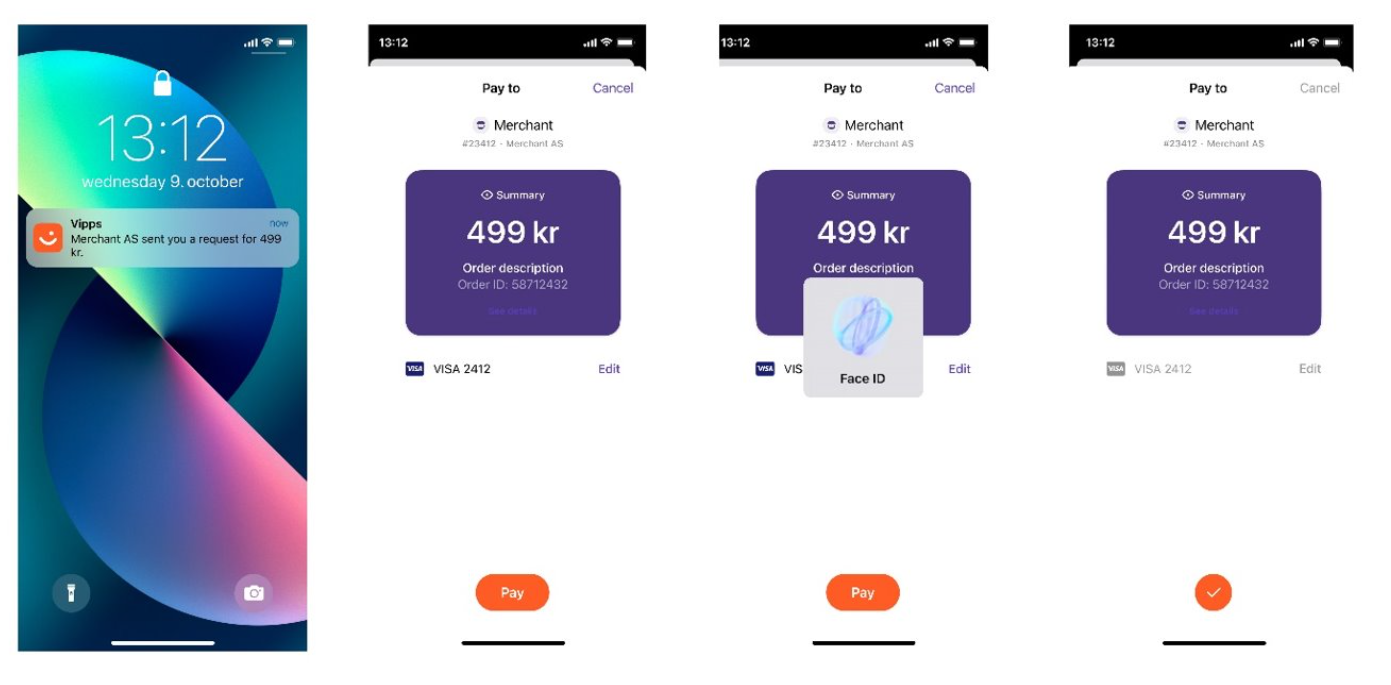 13:12
wednesday 9. october
Vipps
now
Merchant AS sent you a request for 499
kr.
13:12
Pay to
Cancel
Merchant
#23412 - Merchant AS
Summary
499 kr
Order description
Order ID: 58712432
See details
VISA
VISA 2412
Edit
Pay
13:12
Pay to
Cancel
Merchant
#23412 - Merchant AS
Summary
499 kr
Order description
VISA
VIS
Edit
Face ID
Pay
13:12
Pay to
Cancel
Merchant
#23412 - Merchant AS
Summary
499 kr
Order description
Order ID: 58712432
See details
VISA
VISA 2412
Edit